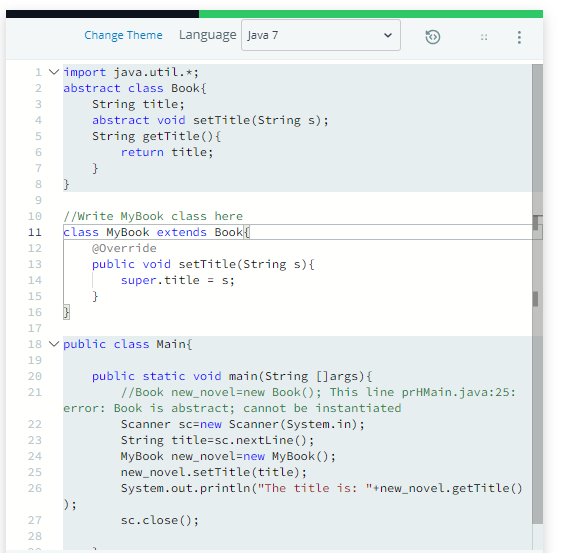 Change Theme Language Java 7
1 import java.util.*;
2 abstract class Book{
3 String title;
4 abstract void setTitle(String s);
5 String getTitle(){
6 return title;
7 }
8 }
9
10 //Write MyBook class here
11 class MyBook extends Book{
12 @Override
13 public void setTitle(String s){
14 super.title = s;
15 }
16 }
17
18 public class Main{
19
20 public static void main(String []args){
21 //Book new_novel=new Book(); This line prHMain.java:25:
error: Book is abstract; cannot be instantiated
22 Scanner sc=new Scanner(System.in);
23 String title=sc.nextLine();
24 MyBook new_novel=new MyBook();
25 new_novel.setTitle(title);
26 System.out.println("The title is: "+new_novel.getTitle()
);
27 sc.close();
28